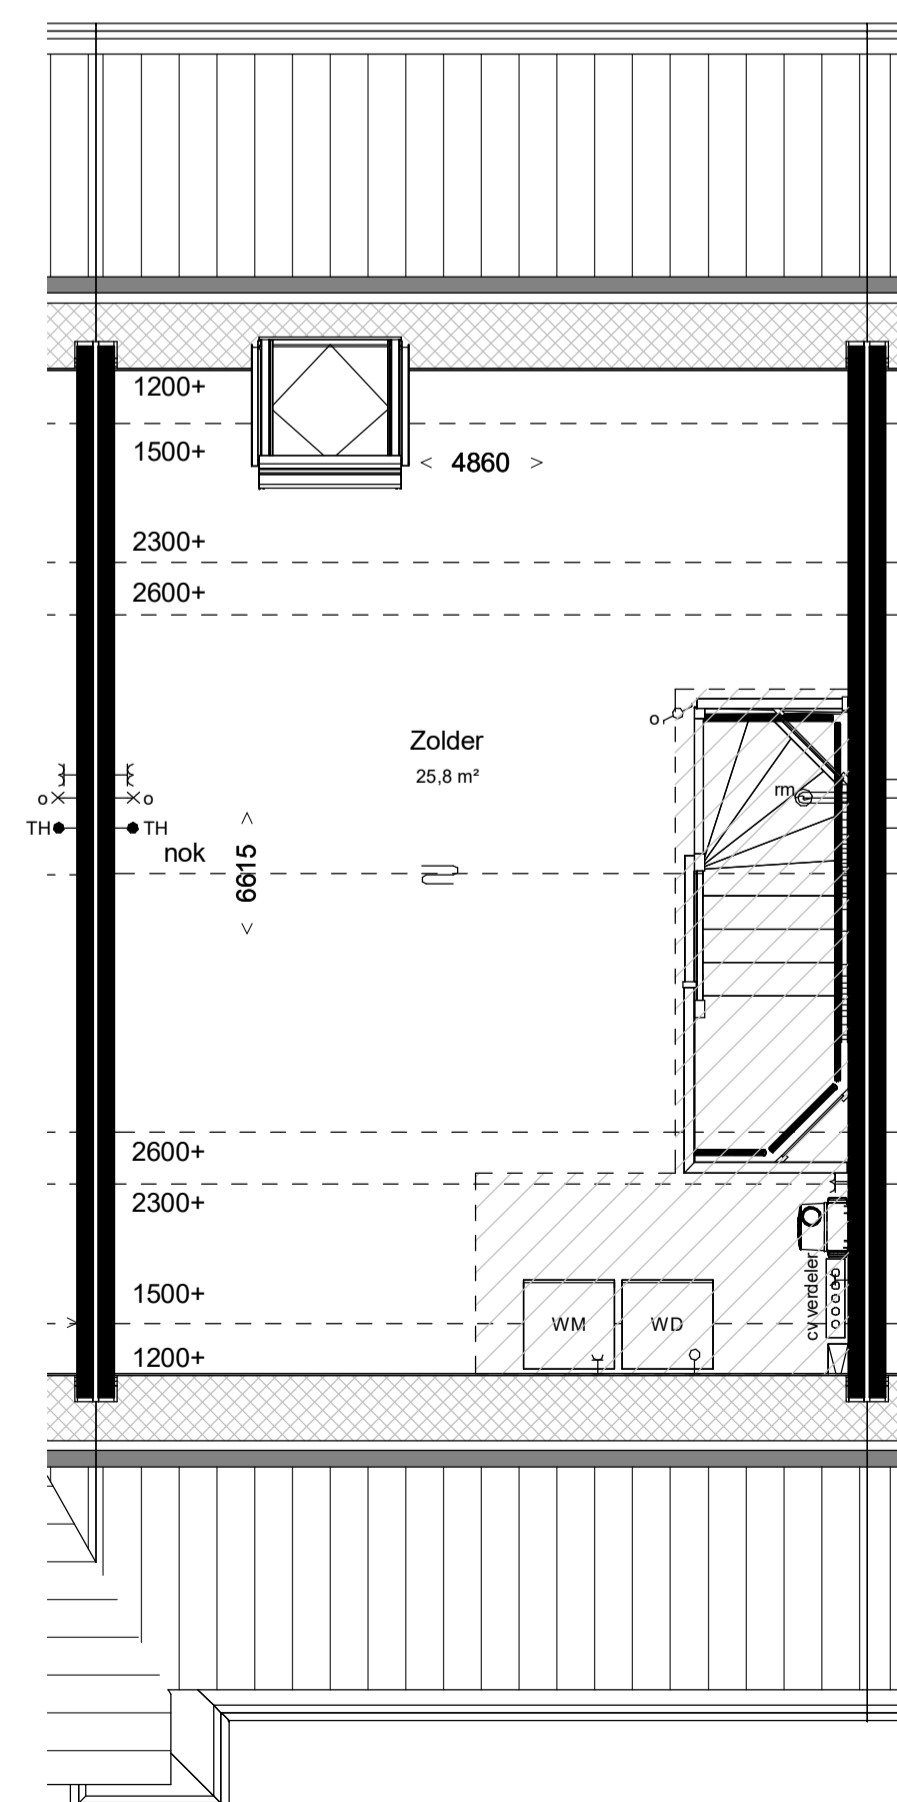 1200+
1500+
< 4860 >
2300+
2600+
o
Zolder
25,8 m²
rm
o o
TH TH
nok
< 6615 >
2600+
2300+
1500+
cv verdeler
WM WD
1200+